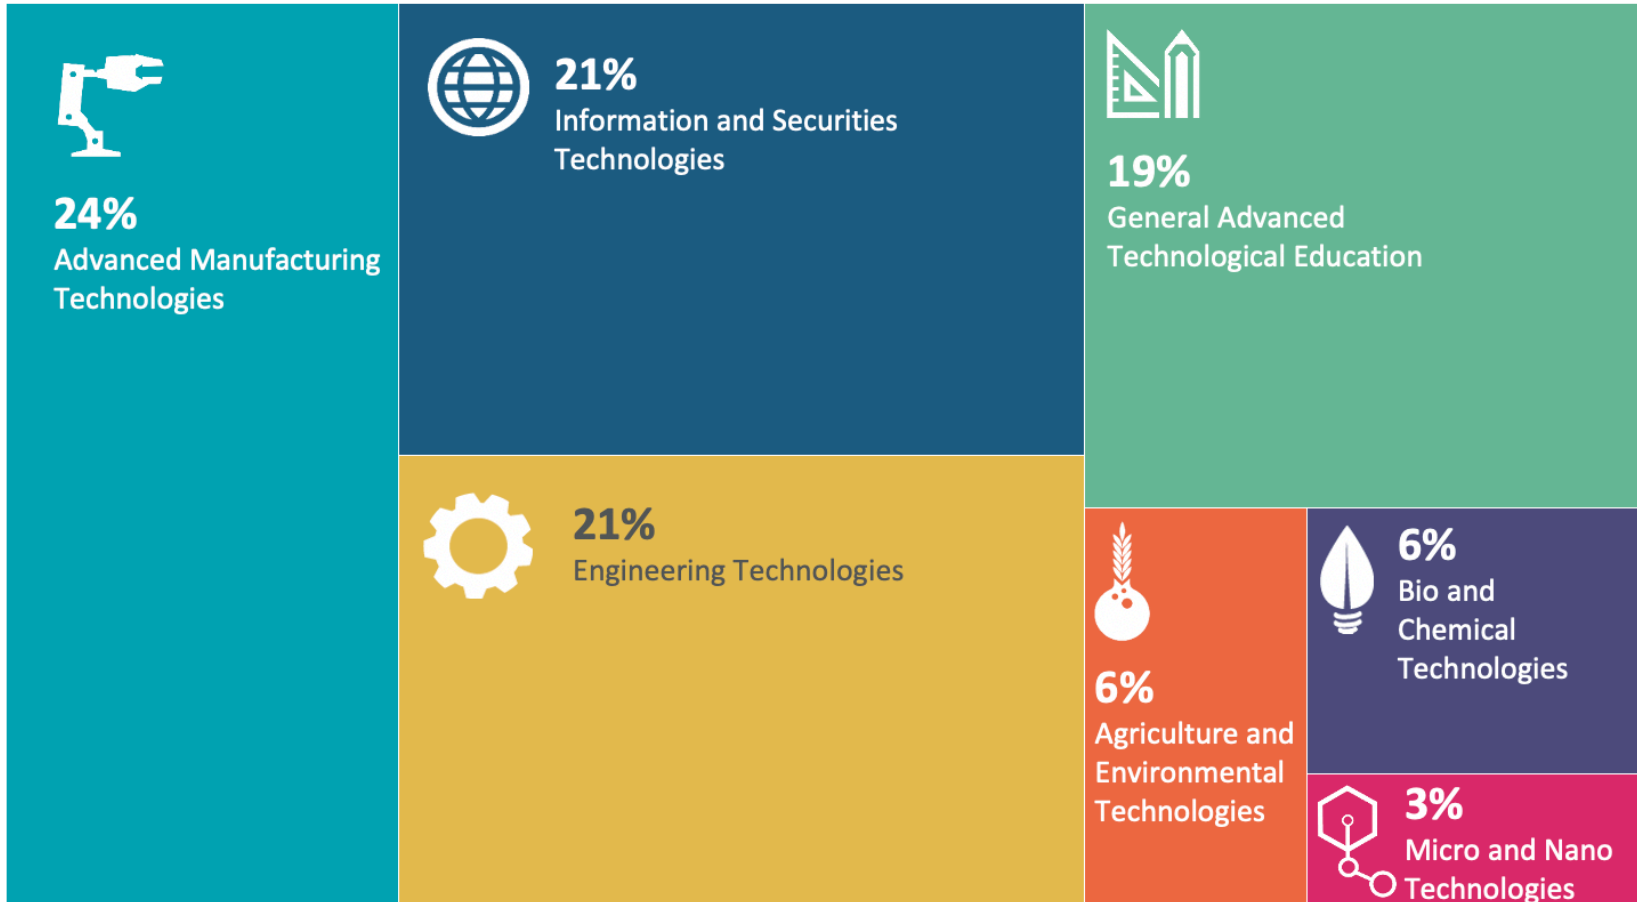 24%
Advanced Manufacturing
Technologies
21%
Information and Securities
Technologies
21%
Engineering Technologies
19%
General Advanced
Technological Education
6%
Agriculture and
Environmental
Technologies
6%
Bio and
Chemical
Technologies
3%
Micro and Nano
Technologies